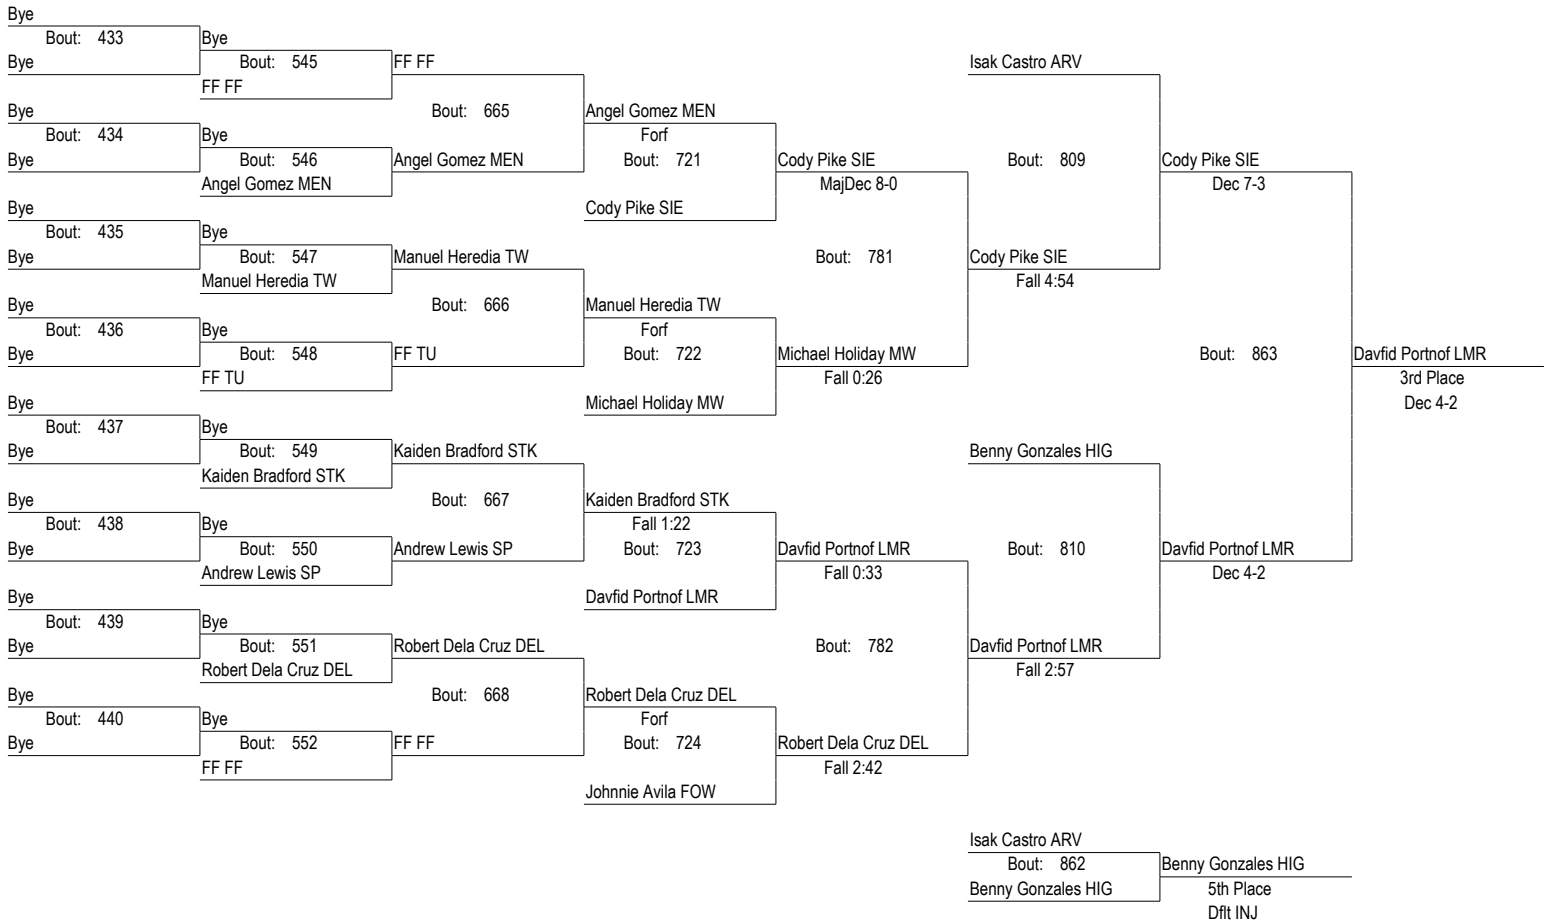 Bye
Bout: 433 Bye
Bye Bout: 545 FF FF Isak Castro ARV
FF FF
Bye Bout: 665 Angel Gomez MEN
Bout: 434 Bye Forf
Bye Bout: 546 Angel Gomez MEN Bout: 721 Cody Pike SIE Bout: 809 Cody Pike SIE
Angel Gomez MEN MajDec 8-0 Dec 7-3
Bye Cody Pike SIE
Bout: 435 Bye
Bye Bout: 547 Manuel Heredia TW Bout: 781 Cody Pike SIE
Manuel Heredia TW Fall 4:54
Bye Bout: 666 Manuel Heredia TW
Bout: 436 Bye Forf
Bye Bout: 548 FF TU Bout: 722 Michael Holiday MW Bout: 863 Davfid Portnof LMR
FF TU Fall 0:26 3rd Place
Bye Michael Holiday MW Dec 4-2
Bout: 437 Bye
Bye Bout: 549 Kaiden Bradford STK Benny Gonzales HIG
Kaiden Bradford STK
Bye Bout: 667 Kaiden Bradford STK
Bout: 438 Bye Fall 1:22
Bye Bout: 550 Andrew Lewis SP Bout: 723 Davfid Portnof LMR Bout: 810 Davfid Portnof LMR
Andrew Lewis SP Fall 0:33 Dec 4-2
Bye Davfid Portnof LMR
Bout: 439 Bye
Bye Bout: 551 Robert Dela Cruz DEL Bout: 782 Davfid Portnof LMR
Robert Dela Cruz DEL Fall 2:57
Bye Bout: 668 Robert Dela Cruz DEL
Bout: 440 Bye Forf
Bye Bout: 552 FF FF Bout: 724 Robert Dela Cruz DEL
FF FF Fall 2:42
Johnnie Avila FOW
Isak Castro ARV
Bout: 862 Benny Gonzales HIG
Benny Gonzales HIG 5th Place
Dflt INJ